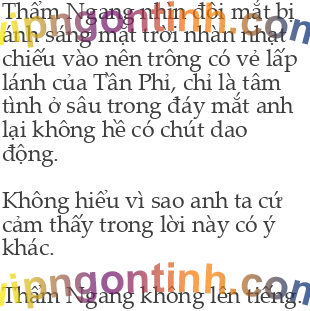 Thẩm Ngang nhìn đôi mắt bị
ánh sáng mặt trời nhàn nhạt
chiếu vào nên trông có vẻ lấp
lánh của Tần Phi, chỉ là tâm
tình ở sâu trong đáy mắt anh
lại không hề có chút dao
động.
Không hiểu vì sao anh ta cứ
cảm thấy trong lời này có ý
khác.
vipngontinh.com
Thẩm Ngang không lên tiếng.